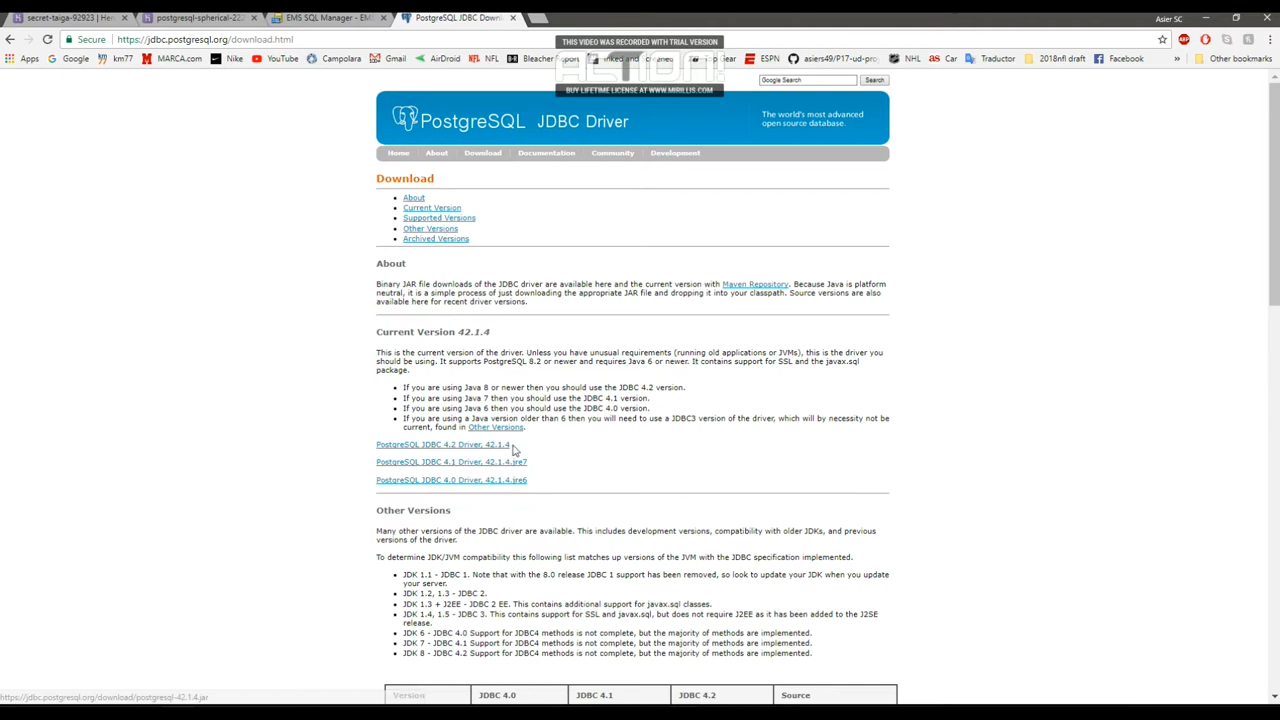 secret-taiga-92923 | Her
postgresql-spherical-222
EMS SQL Manager - EMS
PostgreSQL JDBC Down
Asier SC
Secure
https://jdbc.postgresql.org/download.html
THIS VIDEO WAS RECORDED WITH TRIAL VERSION
BUY LIFETIME LICENSE AT WWW.MIRILLIS.COM
Apps Google km77 MARCA.com Nike YouTube Campolara Gmail AirDroid NFL NFL Bleacher Report Top Gear ESPN asiers49/P17-ud-pro NHL Car Traductor 2018nfl draft Facebook » Other bookmarks
Google Search Search
PostgreSQL JDBC Driver
The world's most advanced
open source database.
Home About Download Documentation Community Development
Download
About
Current Version
Supported Versions
Other Versions
Archived Versions
About
Binary JAR file downloads of the JDBC driver are available here and the current version with Maven Repository. Because Java is platform
neutral, it is a simple process of just downloading the appropriate JAR file and dropping it into your classpath. Source versions are also
available here for recent driver versions.
Current Version 42.1.4
This is the current version of the driver. Unless you have unusual requirements (running old applications or JVMs), this is the driver you
should be using. It supports PostgreSQL 8.2 or newer and requires Java 6 or newer. It contains support for SSL and the javax.sql
package.
If you are using Java 8 or newer then you should use the JDBC 4.2 version.
If you are using Java 7 then you should use the JDBC 4.1 version.
If you are using Java 6 then you should use the JDBC 4.0 version.
If you are using a Java version older than 6 then you will need to use a JDBC3 version of the driver, which will by necessity not be
current, found in Other Versions.
PostgreSQL JDBC 4.2 Driver, 42.1.4
PostgreSQL JDBC 4.1 Driver, 42.1.4.jre7
PostgreSQL JDBC 4.0 Driver, 42.1.4.jre6
Other Versions
Many other versions of the JDBC driver are available. This includes development versions, compatibility with older JDKs, and previous
versions of the driver.
To determine JDK/JVM compatibility this following list matches up versions of the JVM with the JDBC specification implemented.
JDK 1.1 - JDBC 1. Note that with the 8.0 release JDBC 1 support has been removed, so look to update your JDK when you update
your server.
JDK 1.2, 1.3 - JDBC 2.
JDK 1.3 + J2EE - JDBC 2 EE. This contains additional support for javax.sql classes.
JDK 1.4, 1.5 - JDBC 3. This contains support for SSL and javax.sql, but does not require J2EE as it has been added to the J2SE
release.
JDK 6 - JDBC 4.0 Support for JDBC4 methods is not complete, but the majority of methods are implemented.
JDK 7 - JDBC 4.1 Support for JDBC4 methods is not complete, but the majority of methods are implemented.
JDK 8 - JDBC 4.2 Support for JDBC4 methods is not complete, but the majority of methods are implemented.
Version JDBC 4.0 JDBC 4.1 JDBC 4.2 Source
https://jdbc.postgresql.org/download/postgresql-42.1.4.jar